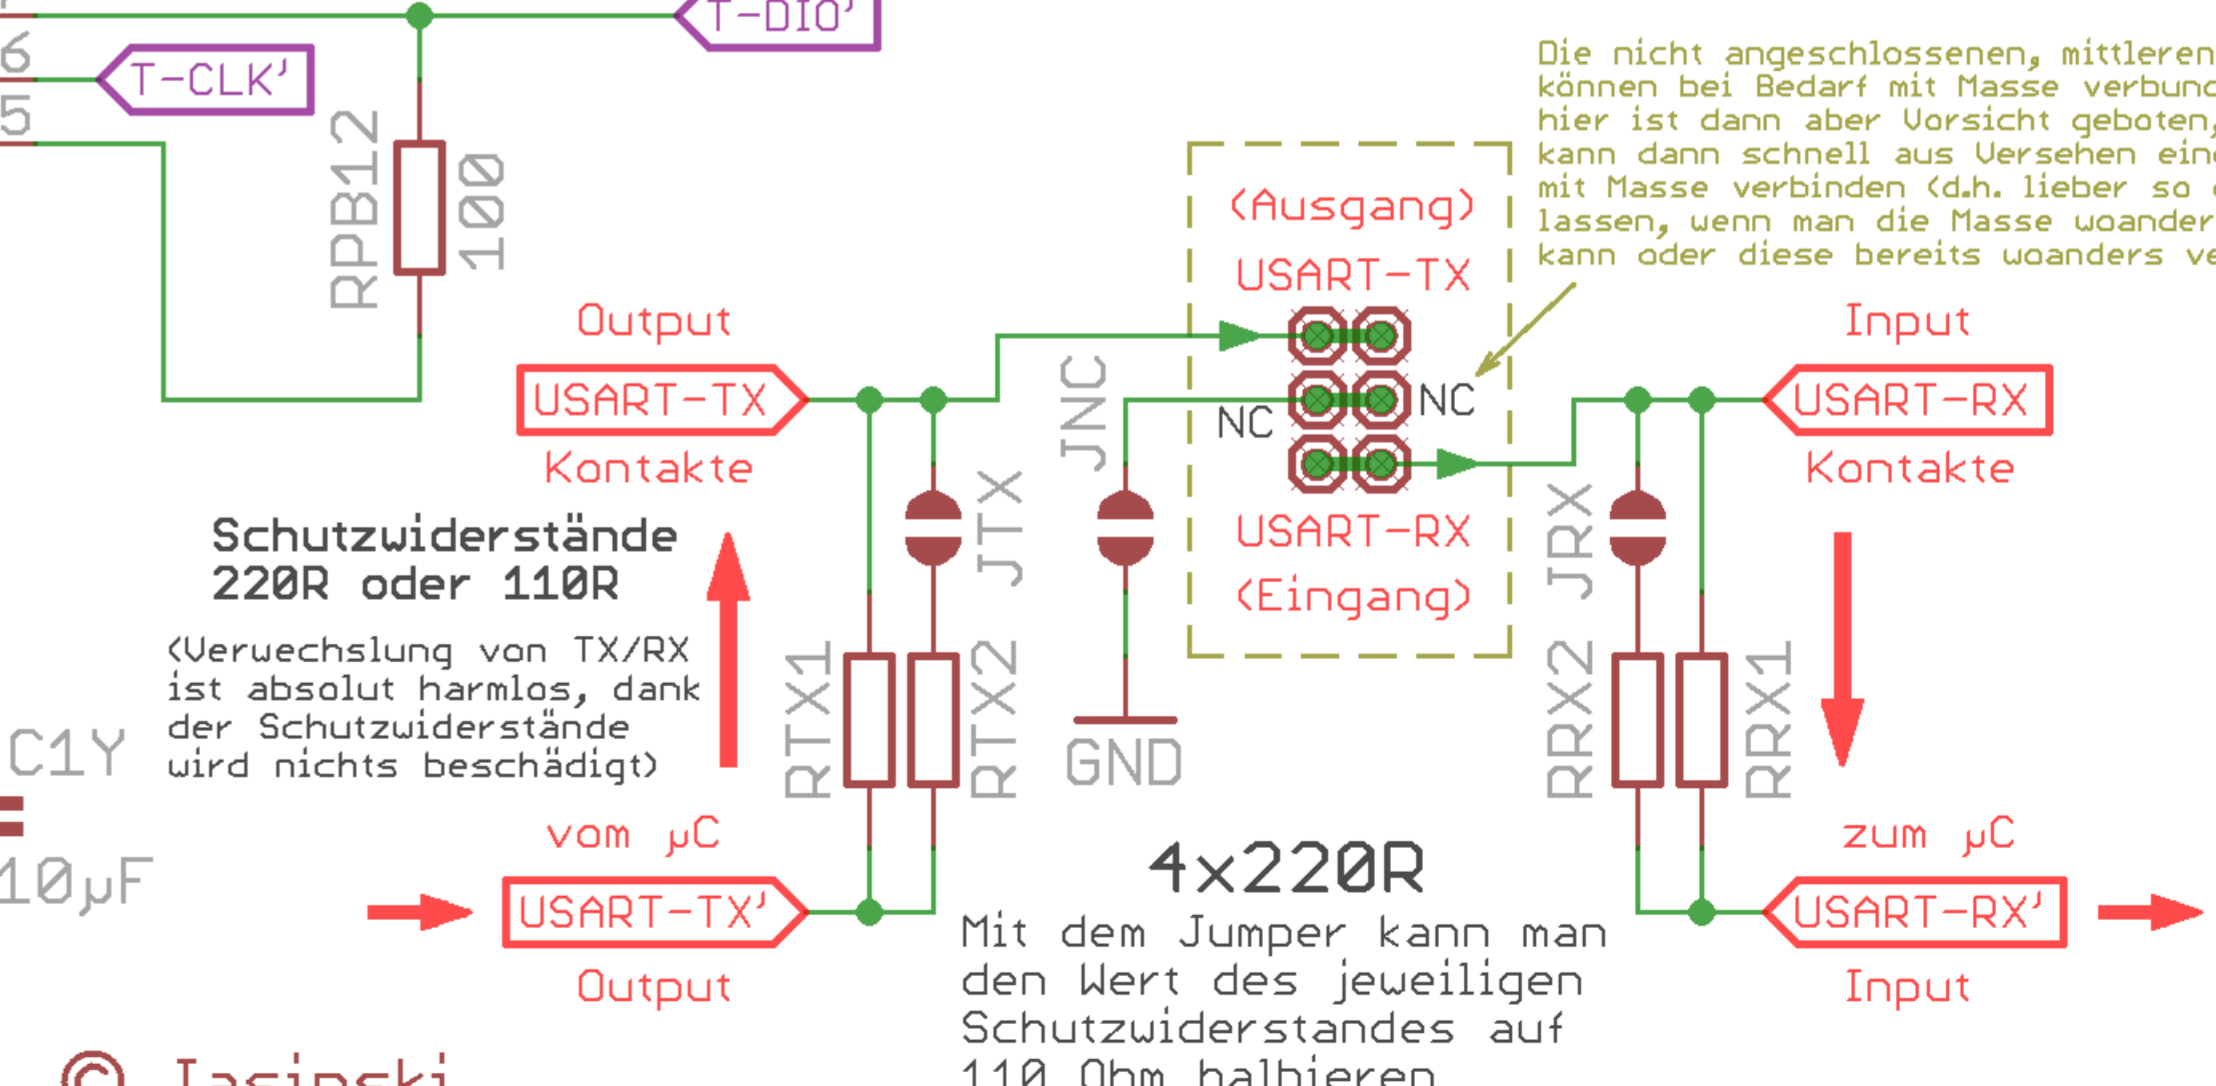 T-DIO'
6
T-CLK'
5
RPB12
100
Die nicht angeschlossenen, mittleren
können bei Bedarf mit Masse
hier ist dann aber Vorsicht geboten,
kann dann schnell aus Versehen
mit Masse verbinden (d.h. lieber so
lassen, wenn man die Masse
kann oder diese bereits woanders
(Ausgang)
USART-TX
NC
NC
USART-RX
(Eingang)
Output
USART-TX
Kontakte
Input
USART-RX
Kontakte
JNC
JTX
JRX
Schutzwiderstände
220R oder 110R
(Verwechslung von TX/RX
ist absolut harmlos, dank
der Schutzwiderstände
wird nichts beschädigt)
RTX1
RTX2
GND
RRX2
RRX1
C1Y
10µF
vom µC
USART-TX'
Output
zum µC
USART-RX'
Input
4x220R
Mit dem Jumper kann man
den Wert des jeweiligen
Schutzwiderstandes auf
110 Ohm halbieren
© Jasinski